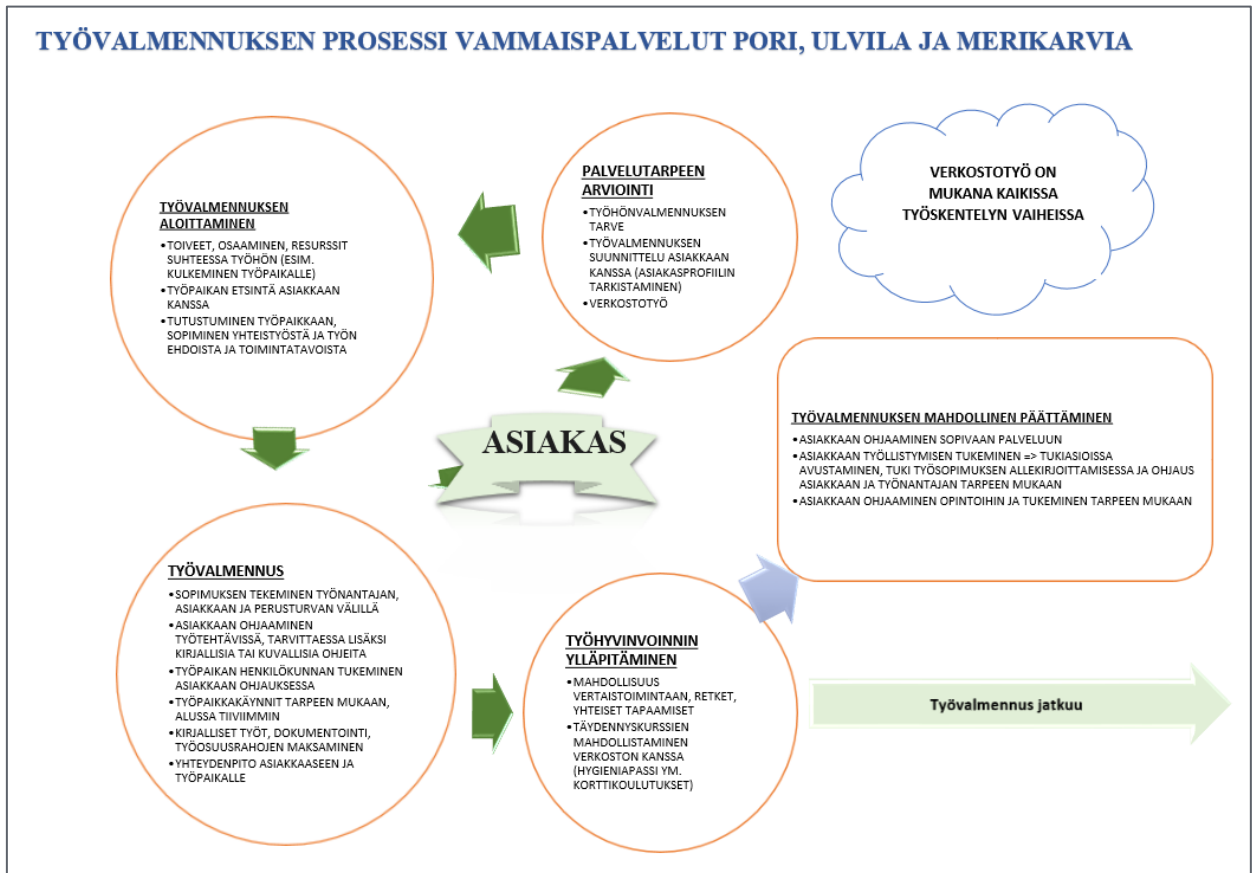 TYÖVALMENNUKSEN PROSESSI VAMMAISPALVELUT PORI, ULVILA JA MERIKARVIA
ASIAKAS
PALVELUTARPEEN
ARVIOINTI
•TYÖHÖNVALMENNUKSEN
TARVE
•TYÖVALMENNUKSEN
SUUNNITTELU ASIAKKAAN
KANSSA (ASIAKASPROFIILIN
TARKISTAMINEN)
•VERKOSTOTYÖ
TYÖVALMENNUKSEN
ALOITTAMINEN
•TOIVEET, OSAAMINEN, RESURSSIT
SUHTEESSA TYÖHÖN (ESIM.
KULKEMINEN TYÖPAIKALLE)
•TYÖPAIKAN ETSINTÄ ASIAKKAAN
KANSSA
•TUTUSTUMINEN TYÖPAIKKAAN,
SOPIMINEN YHTEISTYÖSTÄ JA TYÖN
EHDOISTA JA TOIMINTATAVOISTA
TYÖVALMENNUS
•SOPIMUKSEN TEKEMINEN TYÖNANTAJAN,
ASIAKKAAN JA PERUSTURVAN VÄLILLÄ
•ASIAKKAAN OHJAAMINEN
TYÖTEHTÄVISSÄ, TARVITTAESSA LISÄKSI
KIRJALLISIA TAI KUVALLISIA OHJEITA
•TYÖPAIKAN HENKILÖKUNNAN TUKEMINEN
ASIAKKAAN OHJAUKSESSA
•TYÖPAIKKAKÄYNNIT TARPEEN MUKAAN,
ALUSSA TIIVIIMMIN
•KIRJALLISET TYÖT, DOKUMENTOINTI,
TYÖOSUUSRAHOJEN MAKSAMINEN
•YHTEYDENPITO ASIAKKAASEEN JA
TYÖPAIKALLE
TYÖHYVINVOINNIN
YLLÄPITÄMINEN
•MAHDOLLISUUS
VERTAISTOIMINTAAN, RETKET,
YHTEISET TAPAAMISET
•TÄYDENNYSKURSSIEN
MAHDOLLISTAMINEN
VERKOSTON KANSSA
(HYGIENIAPASSI YM.
KORTTIKOULUTUKSET)
VERKOSTOTYÖ ON
MUKANA KAIKISSA
TYÖSKENTELYN VAIHEISSA
TYÖVALMENNUKSEN MAHDOLLINEN PÄÄTTÄMINEN
•ASIAKKAAN OHJAAMINEN SOPIVAAN PALVELUUN
•ASIAKKAAN TYÖLLISTYMISEN TUKEMINEN => TUKIASIOISSA
AVUSTAMINEN, TUKI TYÖSOPIMUKSEN ALLEKIRJOITTAMISESSA JA OHJAUS
ASIAKKAAN JA TYÖNANTAJAN TARPEEN MUKAAN
•ASIAKKAAN OHJAAMINEN OPINTOIHIN JA TUKEMINEN TARPEEN MUKAAN
Työvalmennus jatkuu